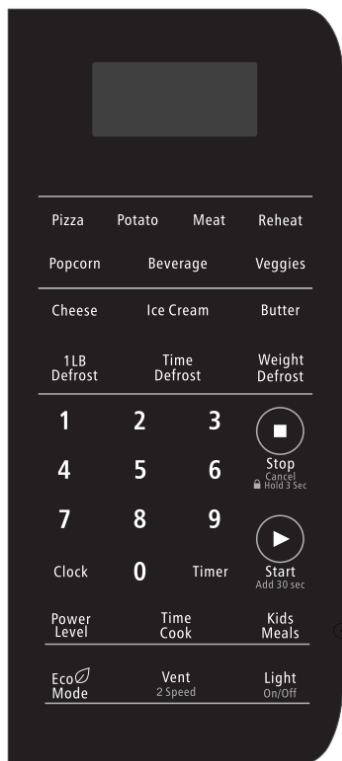 Pizza Potato Meat Reheat
Popcorn Beverage Veggies
Cheese Ice Cream Butter
1LB Time Weight
Defrost Defrost Defrost
1 2 3
4 5 6
Stop
Cancel
Hold 3 Sec
7 8 9
Clock 0 Timer Start
Add 30 sec
Power Time Kids
Level Cook Meals
Eco Vent Light
Mode 2 Speed On/Off